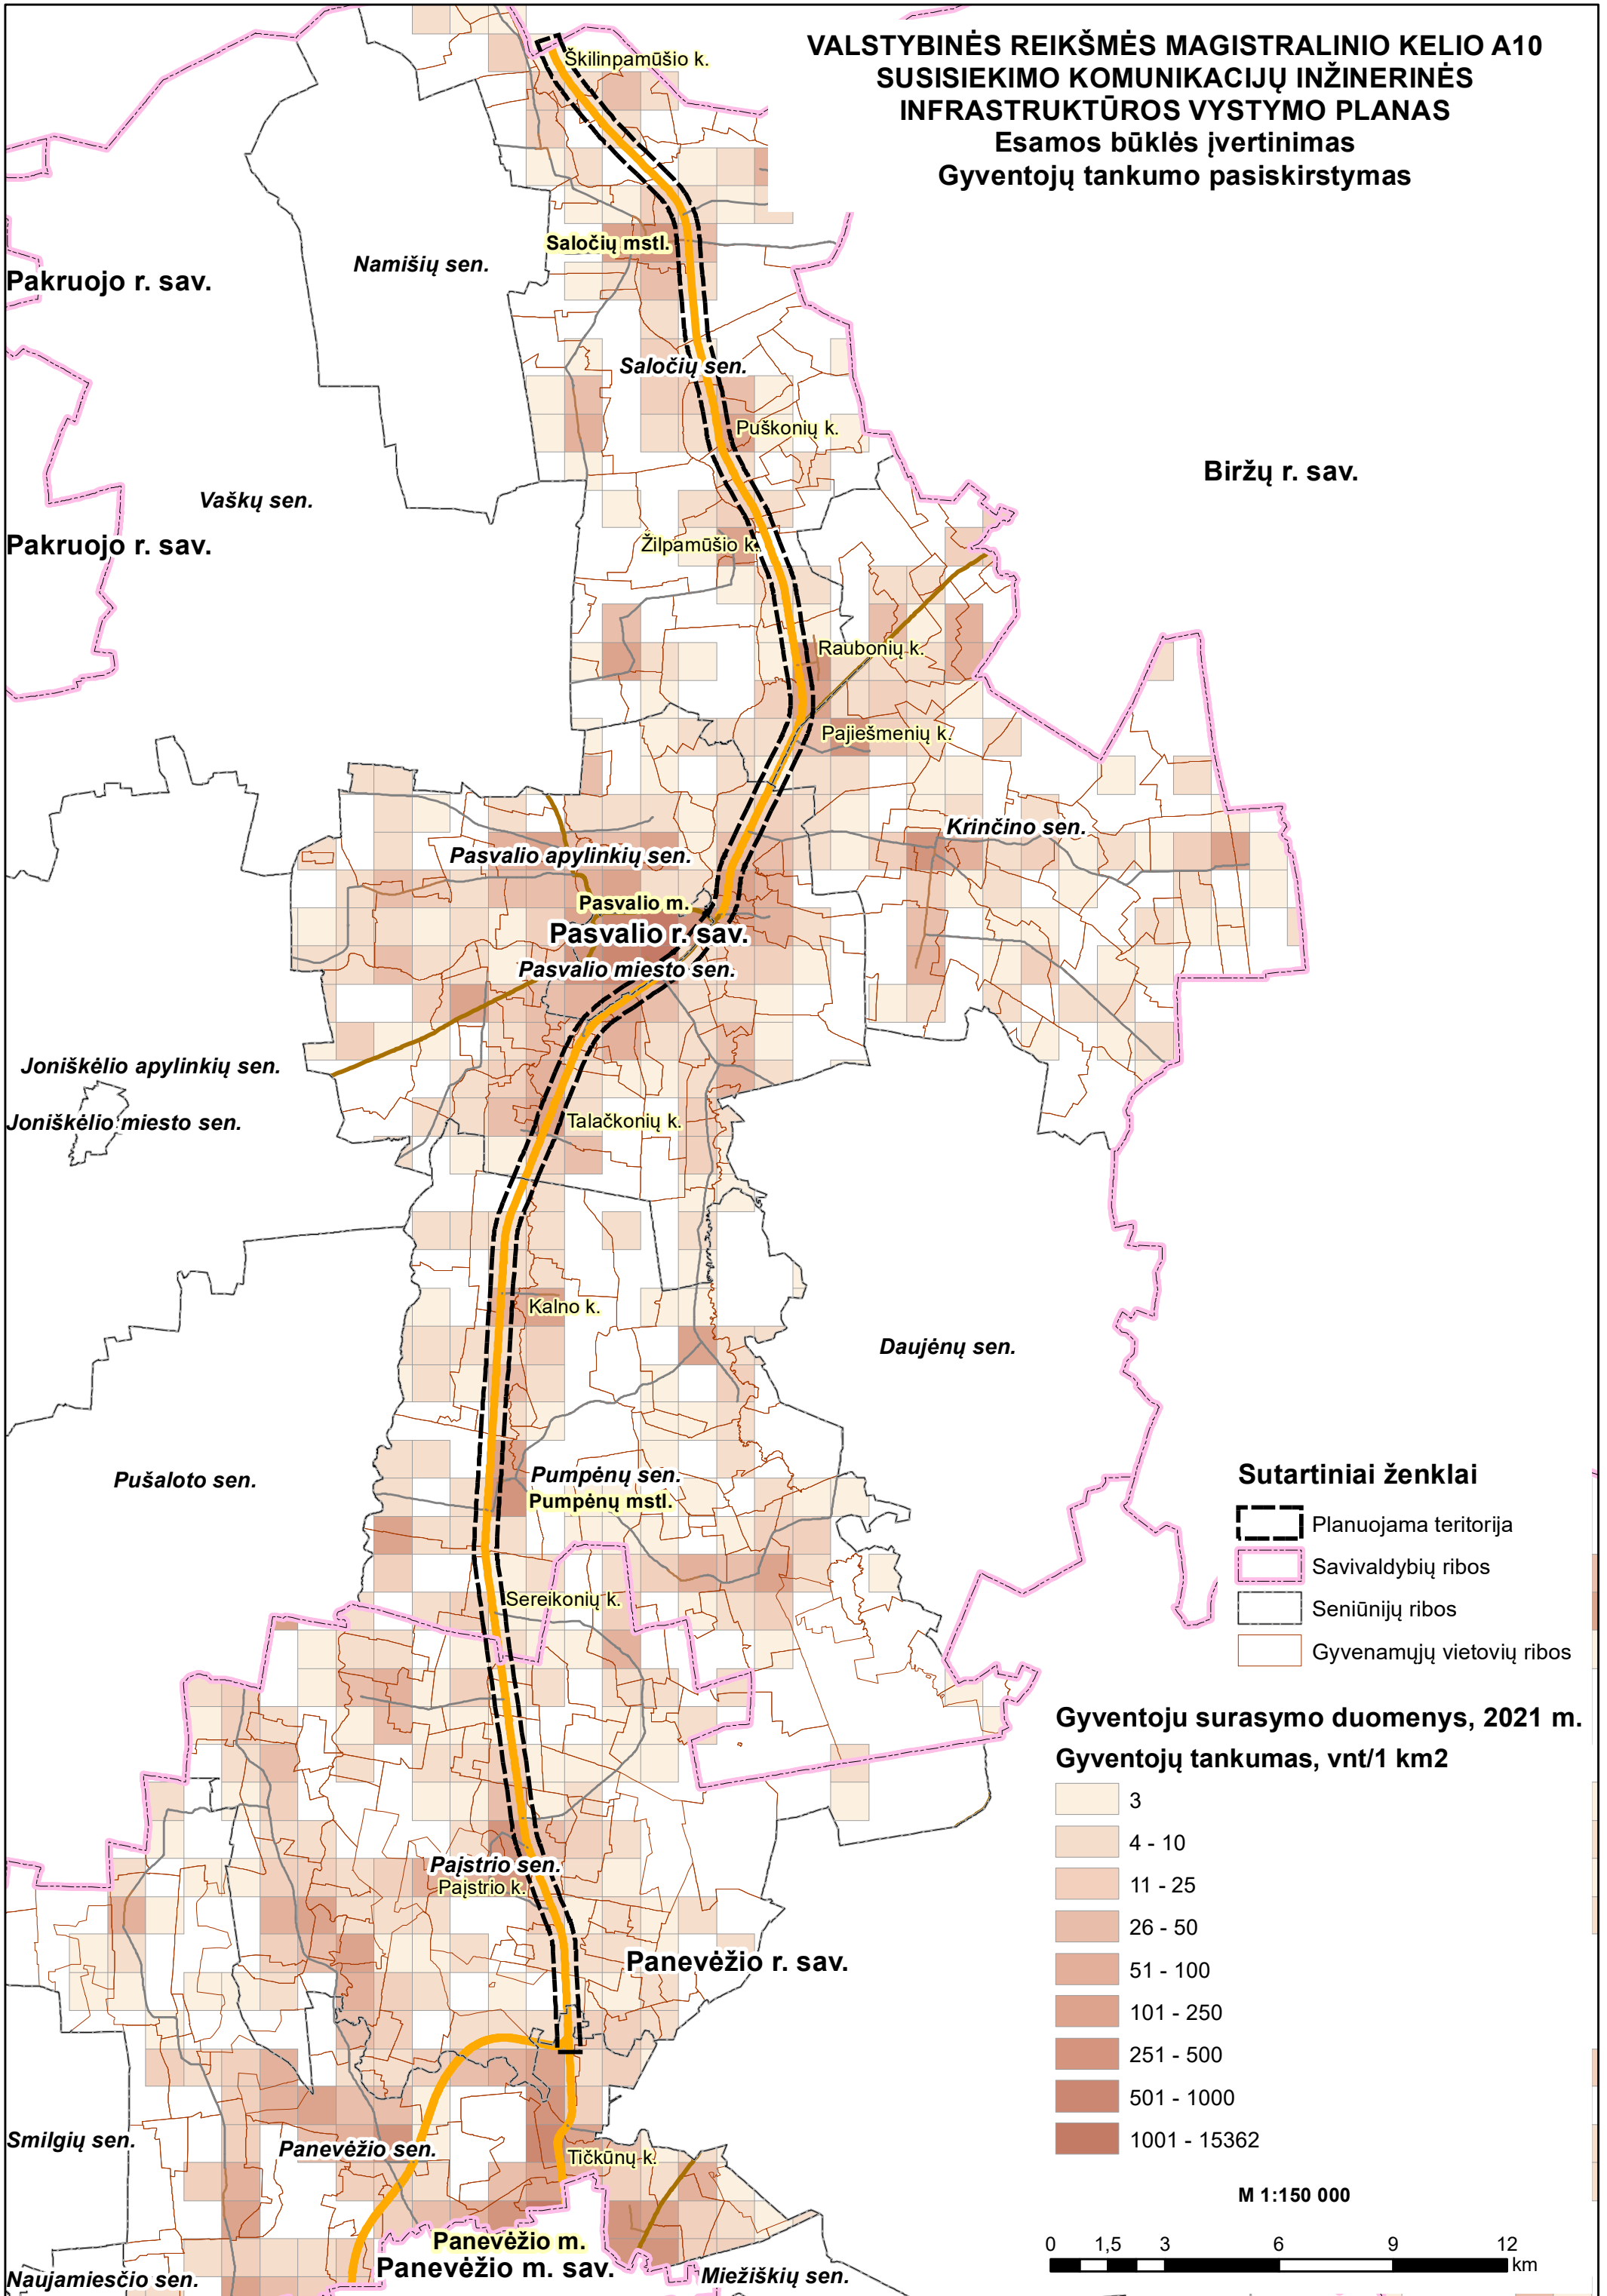 VALSTYBINĖS REIKŠMĖS MAGISTRALINIO KELIO A10
SUSISIEKIMO KOMUNIKACIJŲ INŽINERINĖS
INFRASTRUKTŪROS VYSTYMO PLANAS
Esamos būklės įvertinimas
Gyventojų tankumo pasiskirstymas
Škilinpamūšio k.
Saločių mstl.
Namišių sen.
Pakruojo r. sav.
Saločių sen.
Puškonių k.
Biržų r. sav.
Vaškų sen.
Pakruojo r. sav.
Žilpamūšio k.
Raubonių k.
Pajiešmenių k.
Krinčino sen.
Pasvalio apylinkių sen.
Pasvalio m.
Pasvalio r. sav.
Pasvalio miesto sen.
Joniškėlio apylinkių sen.
Joniškėlio miesto sen.
Talačkonių k.
Kalno k.
Daujėnų sen.
Pušaloto sen.
Pumpėnų sen.
Pumpėnų mstl.
Sereikonių k.
Sutartiniai ženklai
Planuojama teritorija
Savivaldybių ribos
Seniūnijų ribos
Gyvenamųjų vietovių ribos
Gyventoju surasymo duomenys, 2021 m.
Gyventojų tankumas, vnt/1 km2
3
4 - 10
11 - 25
26 - 50
51 - 100
101 - 250
251 - 500
501 - 1000
1001 - 15362
Paįstrio sen.
Paįstrio k.
Panevėžio r. sav.
Smilgių sen.
Panevėžio sen.
Tičkūnų k.
Panevėžio m.
Panevėžio m. sav.
Naujamiesčio sen.
Miežiškių sen.
M 1:150 000
0 1,5 3 6 9 12
km